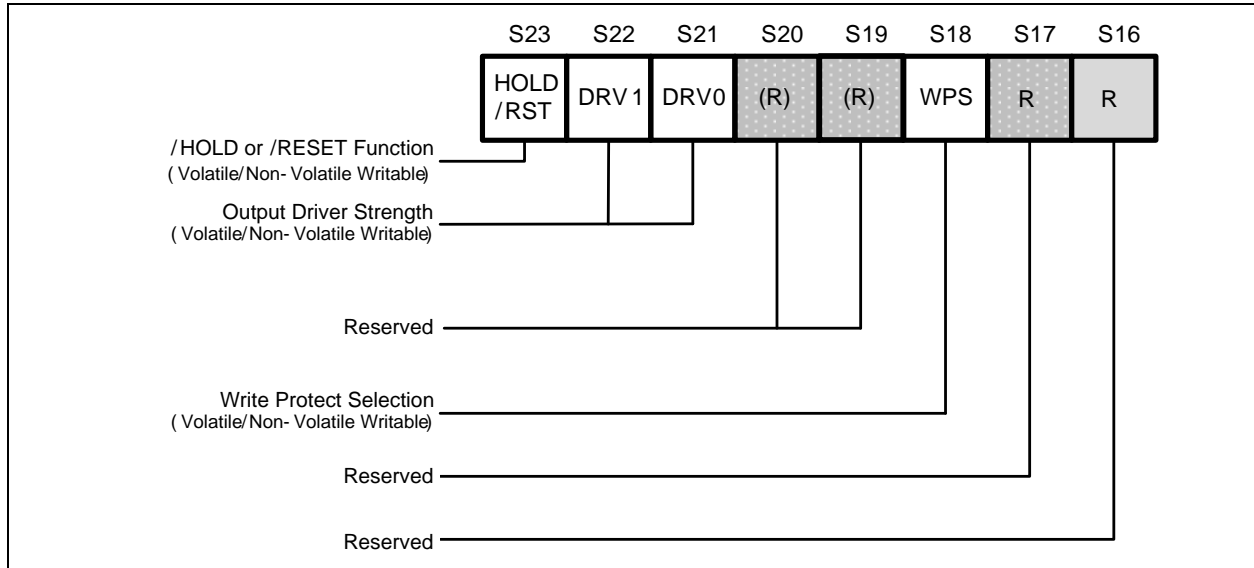 S23 S22 S21 S20 S19 S18 S17 S16
HOLD
/RST DRV1 DRV0 (R) (R) WPS R R
/HOLD or /RESET Function
(Volatile/Non-Volatile Writable)
Output Driver Strength
(Volatile/Non-Volatile Writable)
Reserved
Write Protect Selection
(Volatile/Non-Volatile Writable)
Reserved
Reserved